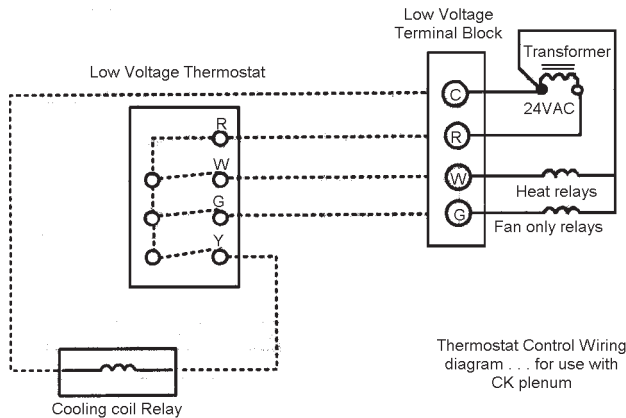 Low Voltage
Terminal Block
Transformer
Low Voltage Thermostat
C
24VAC
R
R
W
W
Heat relays
G
G
Fan only relays
Y
Thermostat Control Wiring
diagram . . . for use with
CK plenum
Cooling coil Relay